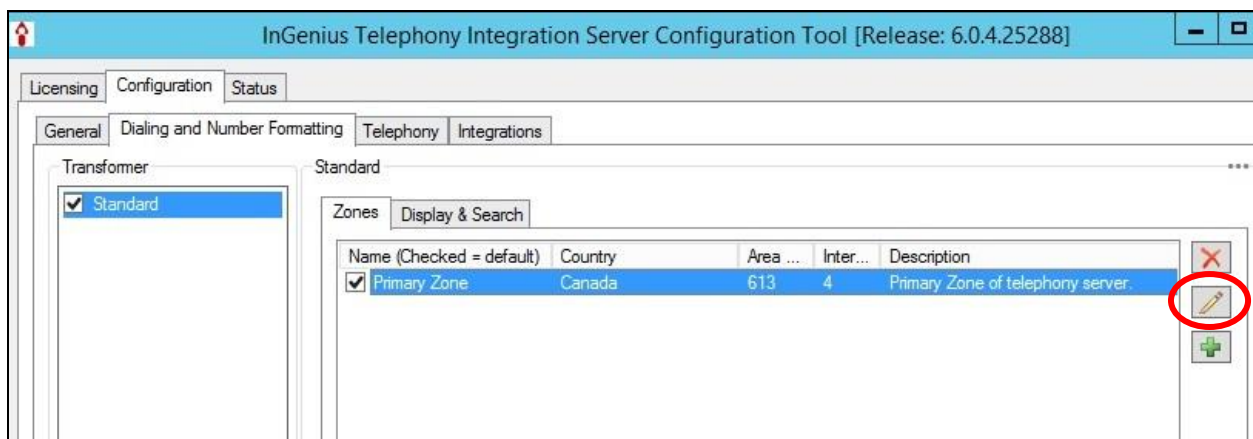 InGenius Telephony Integration Server Configuration Tool [Release: 6.0.4.25288]
Licensing Configuration Status
General Dialing and Number Formatting Telephony Integrations
Transformer Standard
Standard
Zones Display & Search
Name (Checked = default) Country Area ... Inter... Description
Primary Zone Canada 613 4 Primary Zone of telephony server.